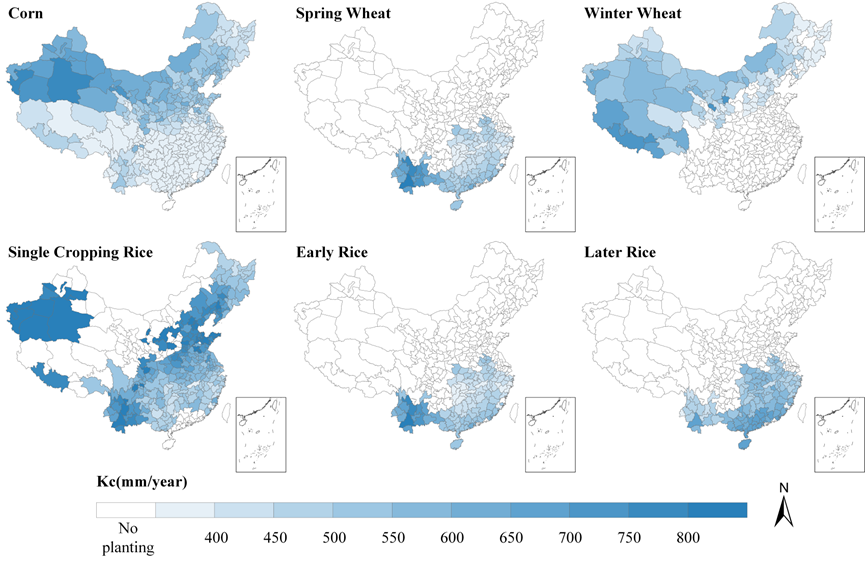 Corn
Spring Wheat
Winter Wheat
Single Cropping Rice
Early Rice
Later Rice
Kc(mm/year)
N
No
planting
400
450
500
550
600
650
700
750
800